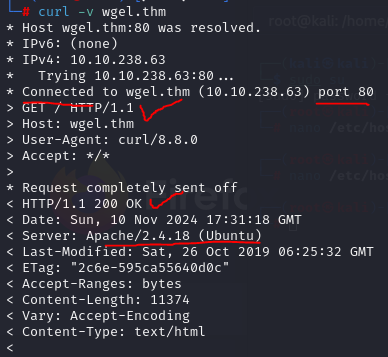 # curl -v wgel.thm
* Host wgel.thm:80 was resolved.
* IPv6: (none)
* IPv4: 10.10.238.63
*   Trying 10.10.238.63:80 ...
* Connected to wgel.thm (10.10.238.63) port 80
> GET / HTTP/1.1
> Host: wgel.thm
> User-Agent: curl/8.8.0
> Accept: */*
>
* Request completely sent off
< HTTP/1.1 200 OK
< Date: Sun, 10 Nov 2024 17:31:18 GMT
< Server: Apache/2.4.18 (Ubuntu)
< Last-Modified: Sat, 26 Oct 2019 06:25:32 GMT
< ETag: "2c6e-595ca55640d0c"
< Accept-Ranges: bytes
< Content-Length: 11374
< Vary: Accept-Encoding
< Content-Type: text/html
<